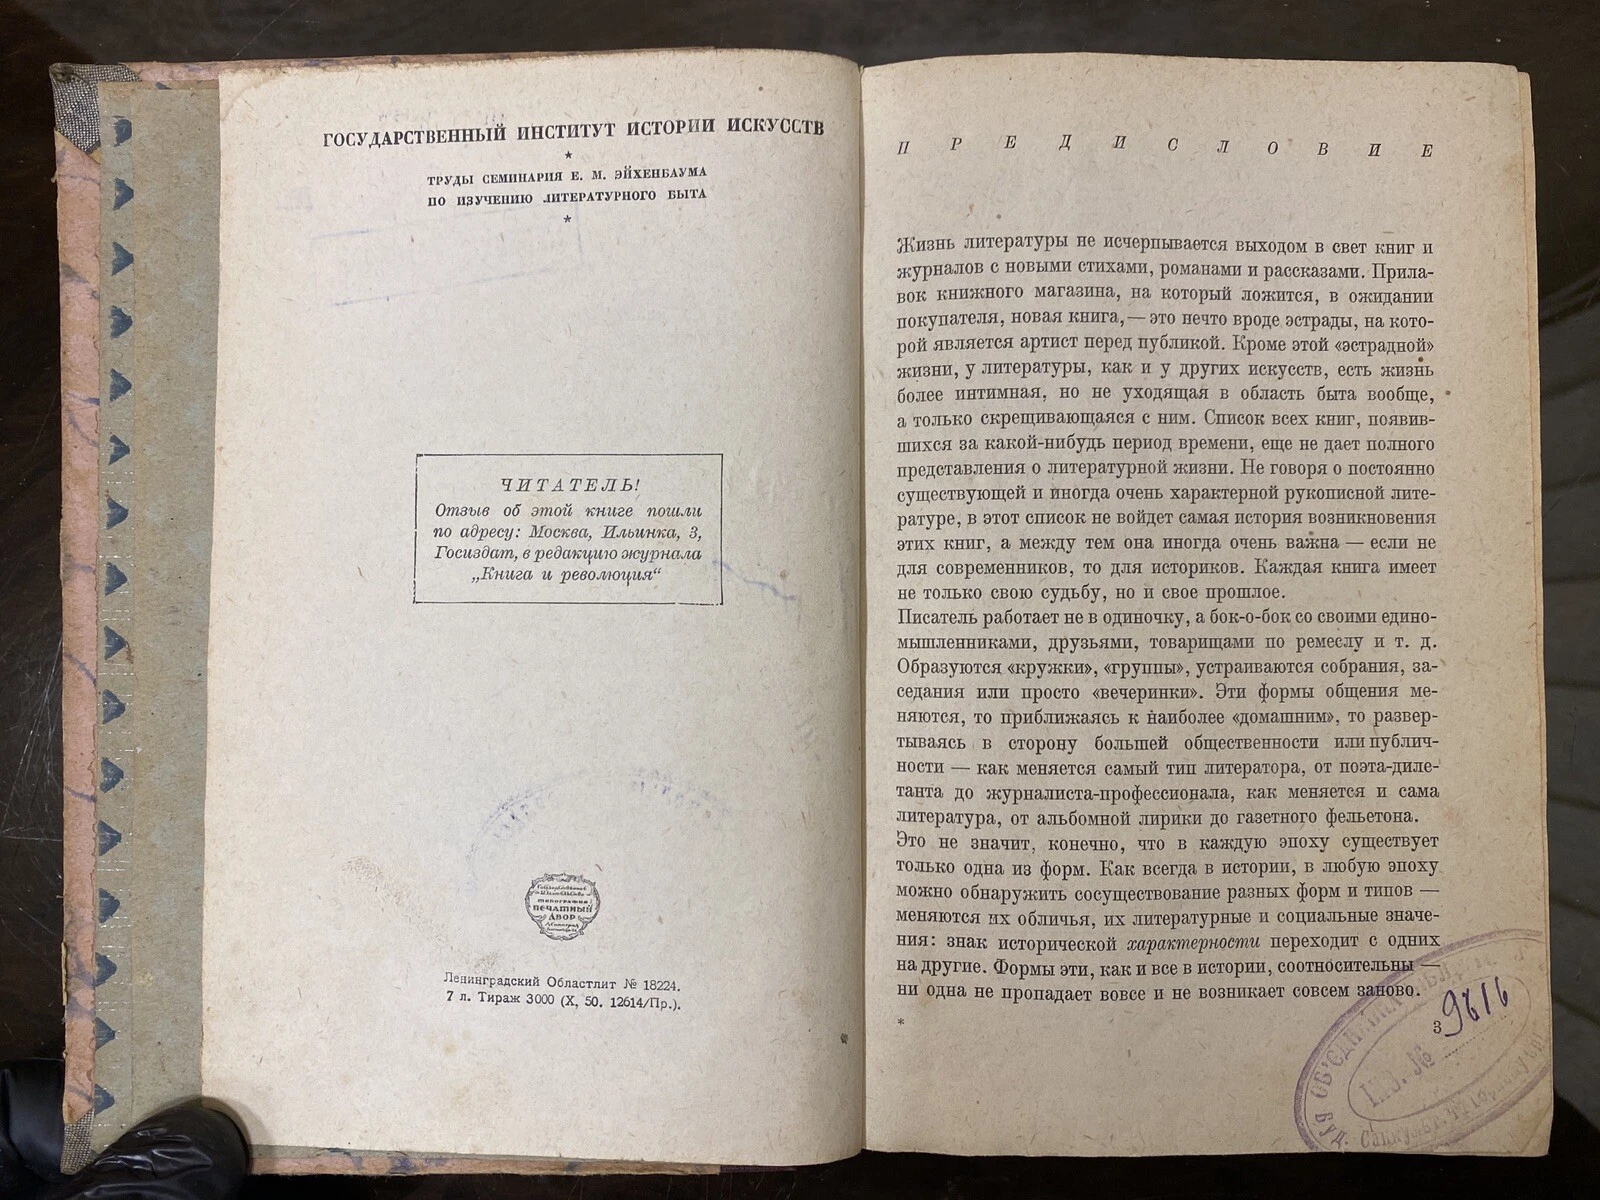 ГОСУДАРСТВЕННЫЙ ИНСТИТУТ ИСТОРИИ ИСКУССТВ
*
ТРУДЫ СЕМИНАРИЯ Е. М. ЭЙХЕНБАУМА
ПО ИЗУЧЕНИЮ ЛИТЕРАТУРНОГО БЫТА
*
ЧИТАТЕЛЬ!
Отзыв об этой книге пошли
по адресу: Москва, Ильинка, 3,
Госиздат, в редакцию журнала
„Книга и революция“
типография
ПЕЧАТНЫЙ
ДВОР
Ленинградский Областлит № 18224.
7 л. Тираж 3000 (X, 50. 12614/Пр.).
ПРЕДИСЛОВИЕ
Жизнь литературы не исчерпывается выходом в свет книг и
журналов с новыми стихами, романами и рассказами. Прила-
вок книжного магазина, на который ложится, в ожидании
покупателя, новая книга, — это нечто вроде эстрады, на кото-
рой является артист перед публикой. Кроме этой «эстрадной»
жизни, у литературы, как и у других искусств, есть жизнь
более интимная, но не уходящая в область быта вообще,
а только скрещивающаяся с ним. Список всех книг, появив-
шихся за какой-нибудь период времени, еще не дает полного
представления о литературной жизни. Не говоря о постоянно
существующей и иногда очень характерной рукописной лите-
ратуре, в этот список не войдет самая история возникновения
этих книг, а между тем она иногда очень важна — если не
для современников, то для историков. Каждая книга имеет
не только свою судьбу, но и свое прошлое.
Писатель работает не в одиночку, а бок-о-бок со своими едино-
мышленниками, друзьями, товарищами по ремеслу и т. д.
Образуются «кружки», «группы», устраиваются собрания, за-
седания или просто «вечеринки». Эти формы общения ме-
няются, то приближаясь к наиболее «домашним», то развер-
тываясь в сторону большей общественности или публич-
ности — как меняется самый тип литератора, от поэта-диле-
танта до журналиста-профессионала, как меняется и сама
литература, от альбомной лирики до газетного фельетона.
Это не значит, конечно, что в каждую эпоху существует
только одна из форм. Как всегда в истории, в любую эпоху
можно обнаружить сосуществование разных форм и типов —
меняются их обличья, их литературные и социальные значе-
ния: знак исторической характерности переходит с одних
на другие. Формы эти, как и все в истории, соотносительны —
ни одна не пропадает вовсе и не возникает совсем заново.
*
3
9816